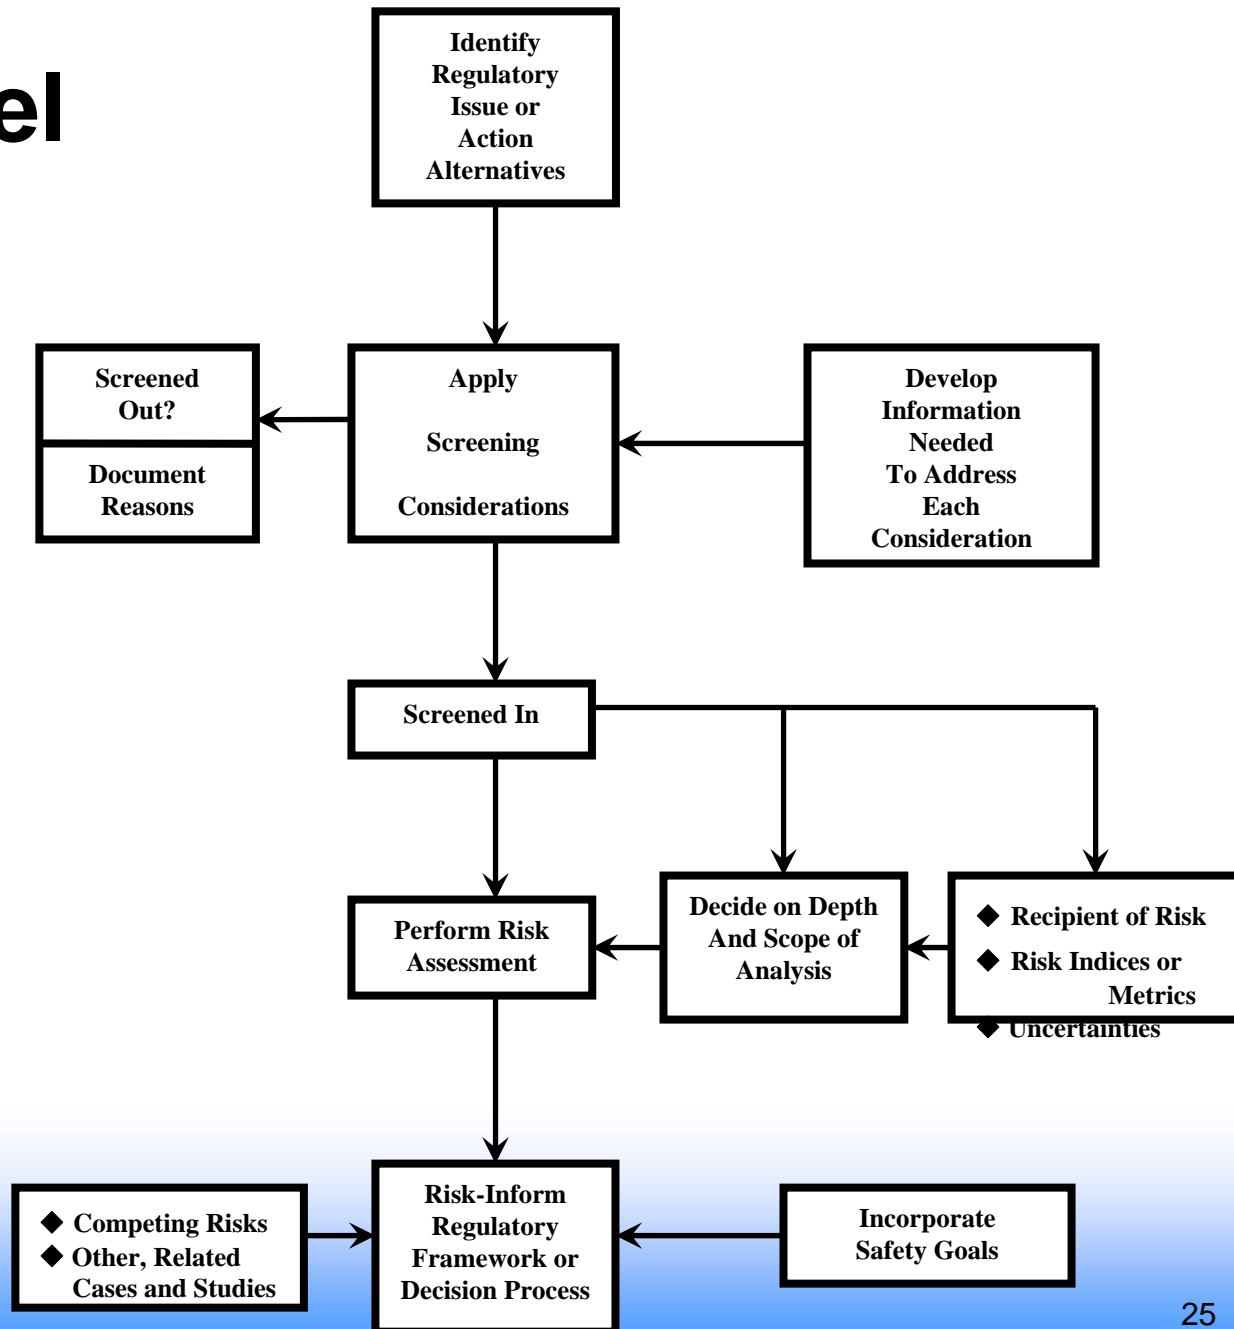 el
Identify
Regulatory
Issue or
Action
Alternatives
Screened
Out?
Document
Reasons
Apply
Screening
Considerations
Develop
Information
Needed
To Address
Each
Consideration
Screened In
Perform Risk
Assessment
Decide on Depth
And Scope of
Analysis
◆ Recipient of Risk
◆ Risk Indices or
Metrics
◆ Uncertainties
◆ Competing Risks
◆ Other, Related
Cases and Studies
Risk-Inform
Regulatory
Framework or
Decision Process
Incorporate
Safety Goals
25